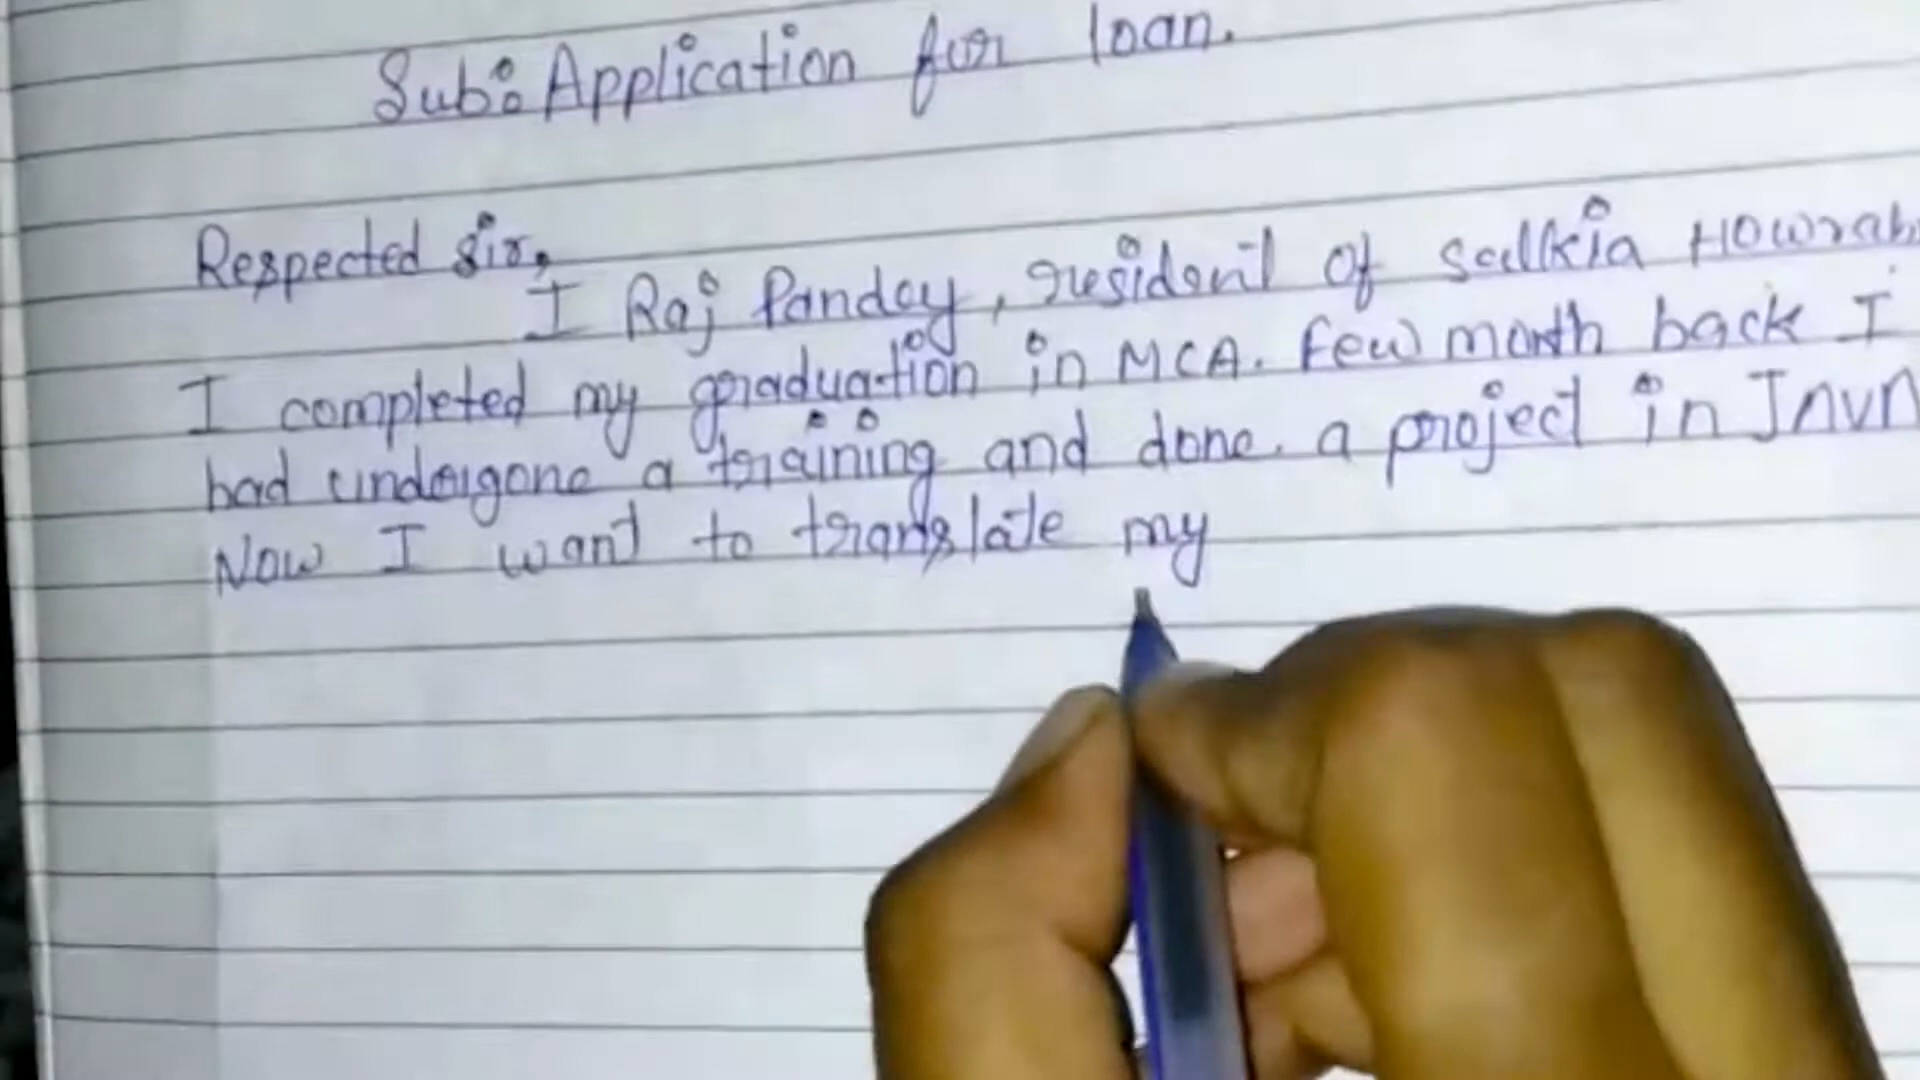 Sub: Application for loan.
Respected sir,
I Raj Panday, resident of Salkia Howrah
I completed my graduation in MCA. Few month back I
had undergone a training and done a project in JNVN
Now I want to translate my